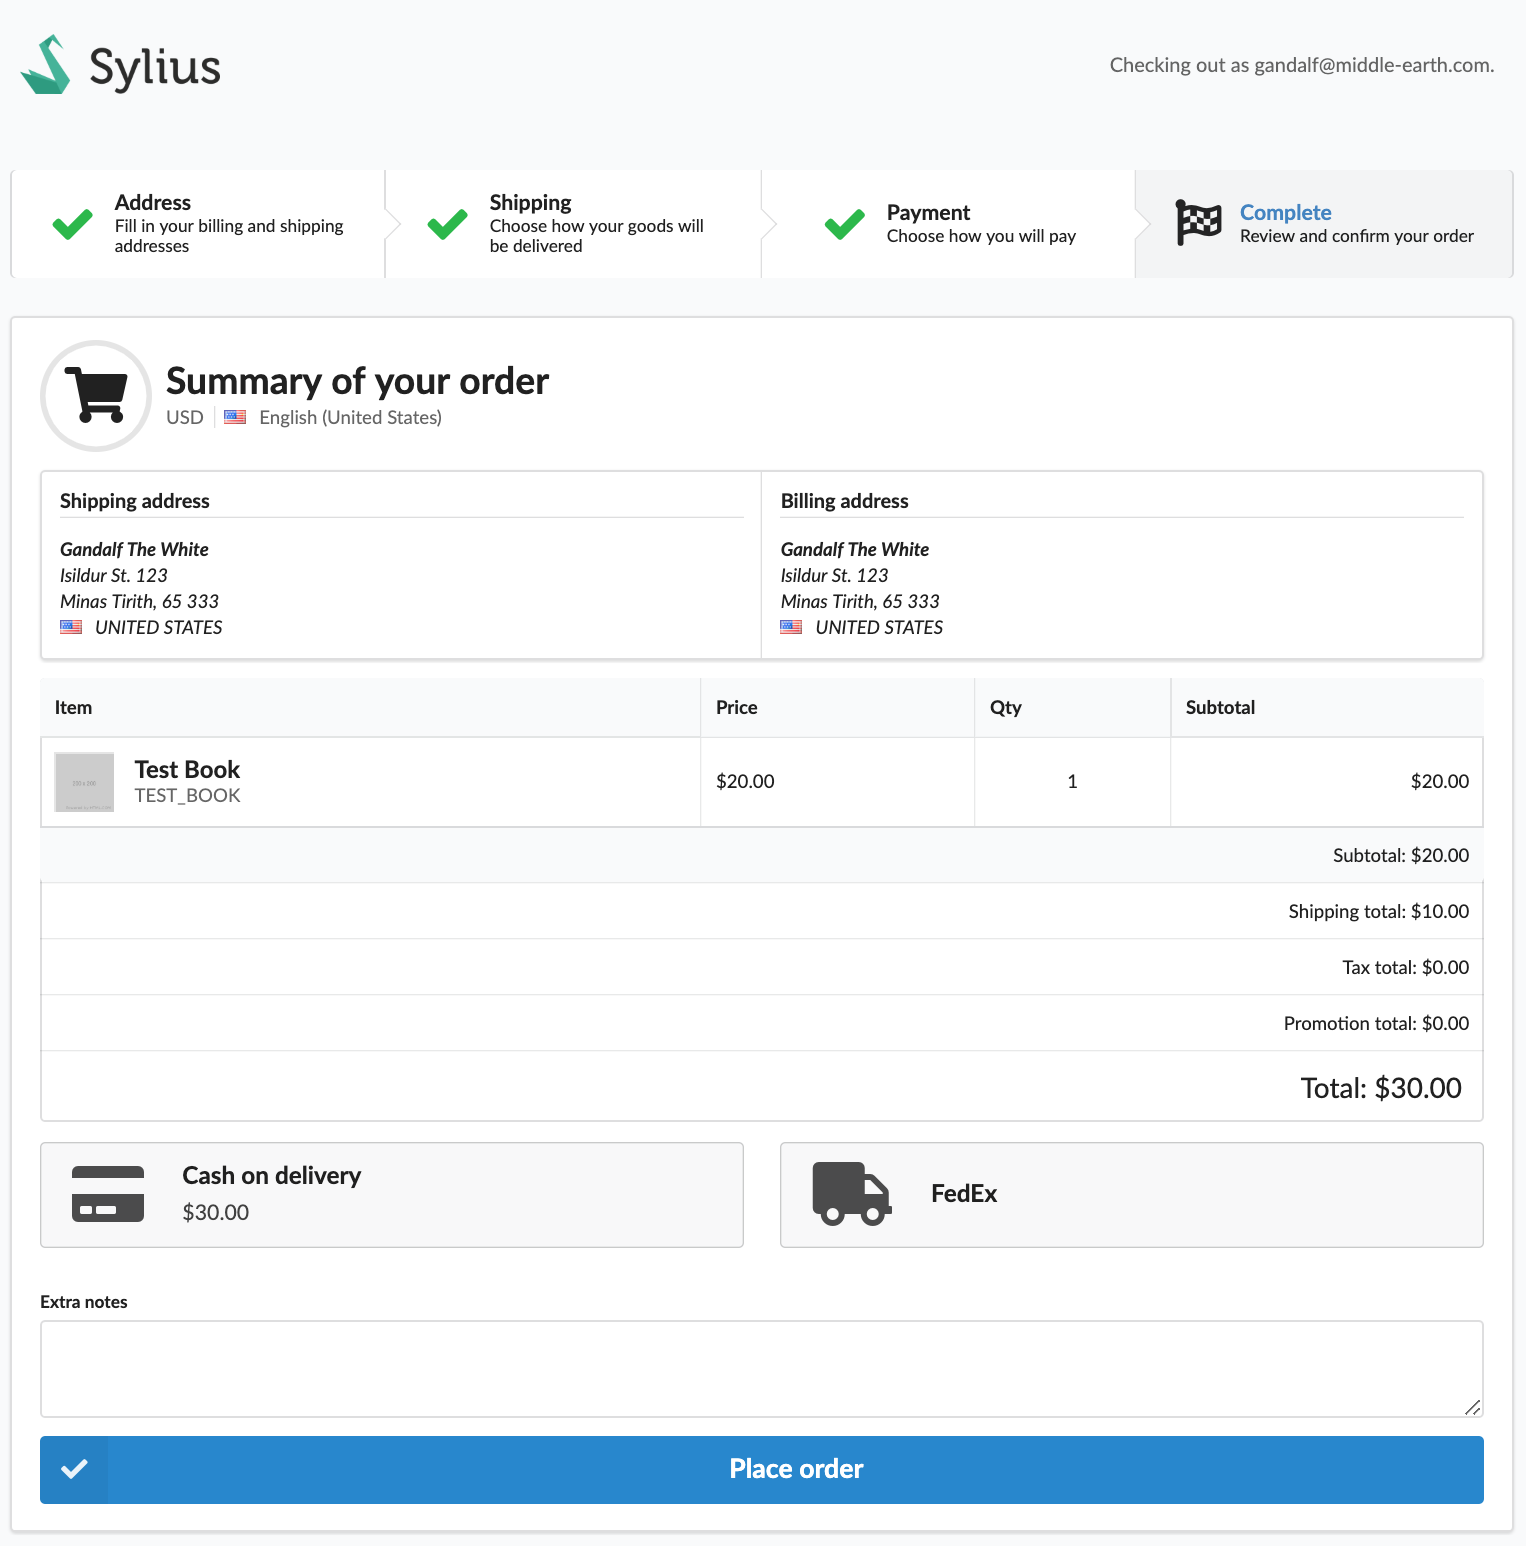 Sylius
Checking out as gandalf@middle-earth.com.
Address
Fill in your billing and shipping
addresses
Shipping
Choose how your goods will
be delivered
Payment
Choose how you will pay
Complete
Review and confirm your order
Summary of your order
USD
English (United States)
Shipping address
Gandalf The White
Isildur St. 123
Minas Tirith, 65 333
UNITED STATES
Billing address
Gandalf The White
Isildur St. 123
Minas Tirith, 65 333
UNITED STATES
Item Price Qty Subtotal
Test Book
TEST_BOOK
$20.00 1 $20.00
Subtotal: $20.00
Shipping total: $10.00
Tax total: $0.00
Promotion total: $0.00
Total: $30.00
Cash on delivery
$30.00
FedEx
Extra notes
Place order